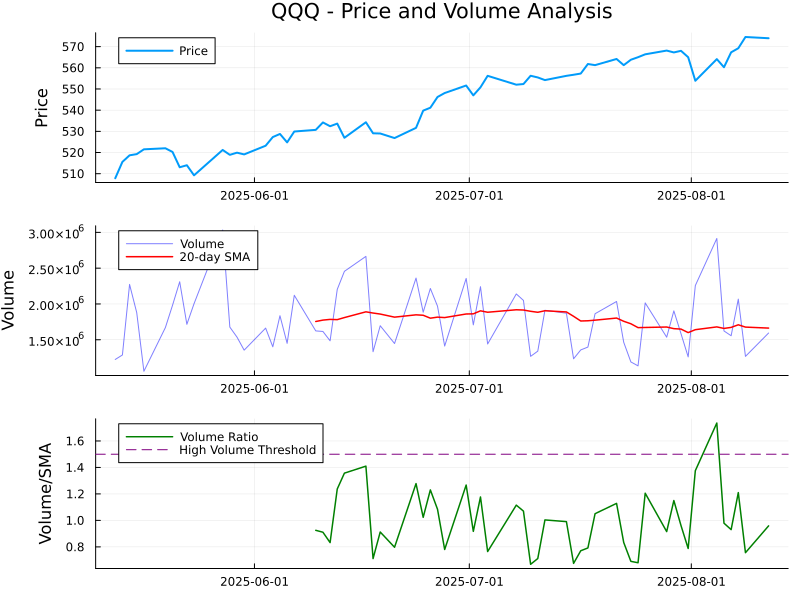 QQQ - Price and Volume Analysis
Price
Price
570
560
550
540
530
520
510
2025-06-01
2025-07-01
2025-08-01
Volume
Volume
20-day SMA
3.00×10⁶
2.50×10⁶
2.00×10⁶
1.50×10⁶
2025-06-01
2025-07-01
2025-08-01
Volume/SMA
Volume Ratio
High Volume Threshold
1.6
1.4
1.2
1.0
0.8
2025-06-01
2025-07-01
2025-08-01